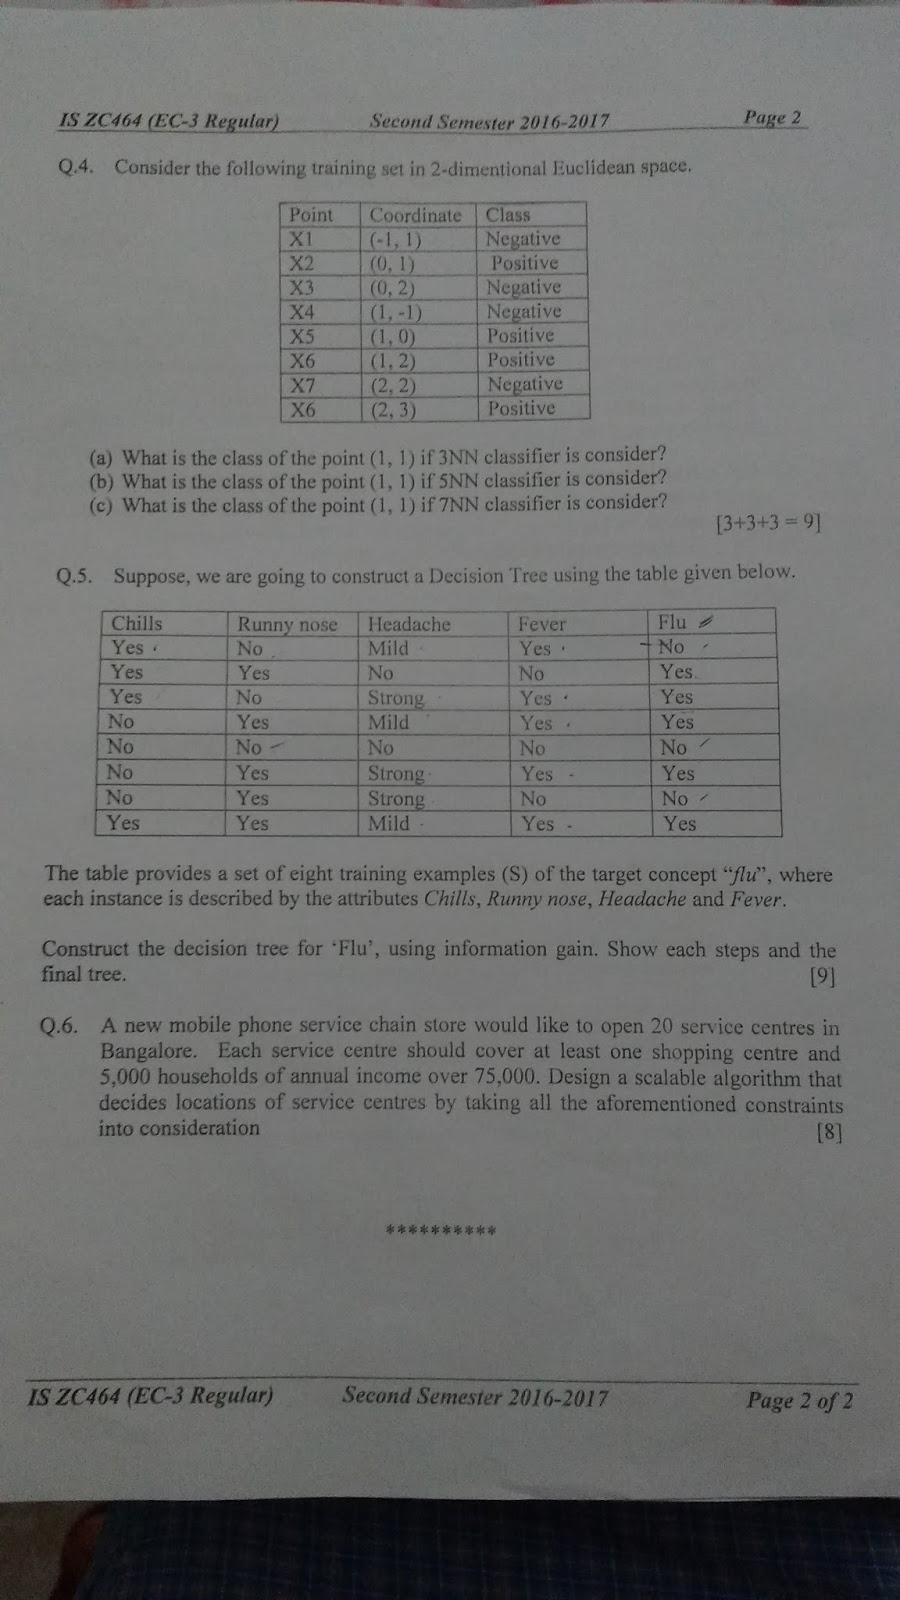 IS ZC464 (EC-3 Regular) Second Semester 2016-2017 Page 2
Q.4. Consider the following training set in 2-dimentional Euclidean space.
Point Coordinate Class
X1 (-1, 1) Negative
X2 (0, 1) Positive
X3 (0, 2) Negative
X4 (1, -1) Negative
X5 (1, 0) Positive
X6 (1, 2) Positive
X7 (2, 2) Negative
X6 (2, 3) Positive
(a) What is the class of the point (1, 1) if 3NN classifier is consider?
(b) What is the class of the point (1, 1) if 5NN classifier is consider?
(c) What is the class of the point (1, 1) if 7NN classifier is consider?
[3+3+3 = 9]
Q.5. Suppose, we are going to construct a Decision Tree using the table given below.
Chills Runny nose Headache Fever Flu
Yes No Mild Yes No
Yes Yes No No Yes
Yes No Strong Yes Yes
No Yes Mild Yes Yes
No No No No No
No Yes Strong Yes Yes
No Yes Strong No No
Yes Yes Mild Yes Yes
The table provides a set of eight training examples (S) of the target concept “flu”, where
each instance is described by the attributes Chills, Runny nose, Headache and Fever.
Construct the decision tree for ‘Flu’, using information gain. Show each steps and the
final tree. [9]
Q.6. A new mobile phone service chain store would like to open 20 service centres in
Bangalore. Each service centre should cover at least one shopping centre and
5,000 households of annual income over 75,000. Design a scalable algorithm that
decides locations of service centres by taking all the aforementioned constraints
into consideration [8]
**********
IS ZC464 (EC-3 Regular) Second Semester 2016-2017 Page 2 of 2